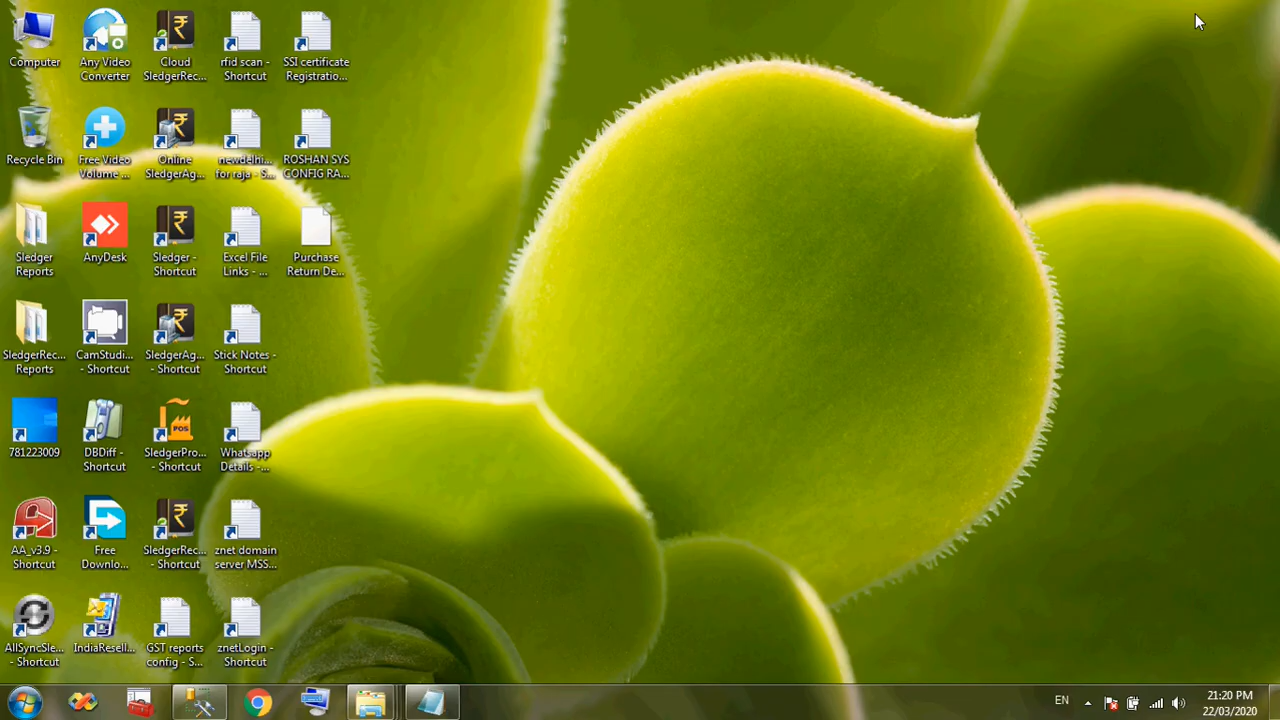 Computer
Any Video
Converter
Cloud
SledgerRec...
rfid scan -
Shortcut
SSI certificate
Registratio...
Recycle Bin
Free Video
Volume ...
Online
SledgerAg...
newdelhi...
for raja - S...
ROSHAN SYS
CONFIG RA...
Sledger
Reports
AnyDesk
Sledger -
Shortcut
Excel File
Links - ...
Purchase
Return De...
SledgerRec...
Reports
CamStudi...
- Shortcut
SledgerAg...
- Shortcut
Stick Notes -
Shortcut
781223009
DBDiff -
Shortcut
POS
SledgerPro...
- Shortcut
Whatsapp
Details -...
AA_v3.9 -
Shortcut
Free
Downlo...
SledgerRec...
- Shortcut
znet domain
server MSS...
AllSyncSle...
- Shortcut
IndiaResell...
GST reports
config - S...
znetLogin -
Shortcut
EN
21:20 PM
22/03/2020